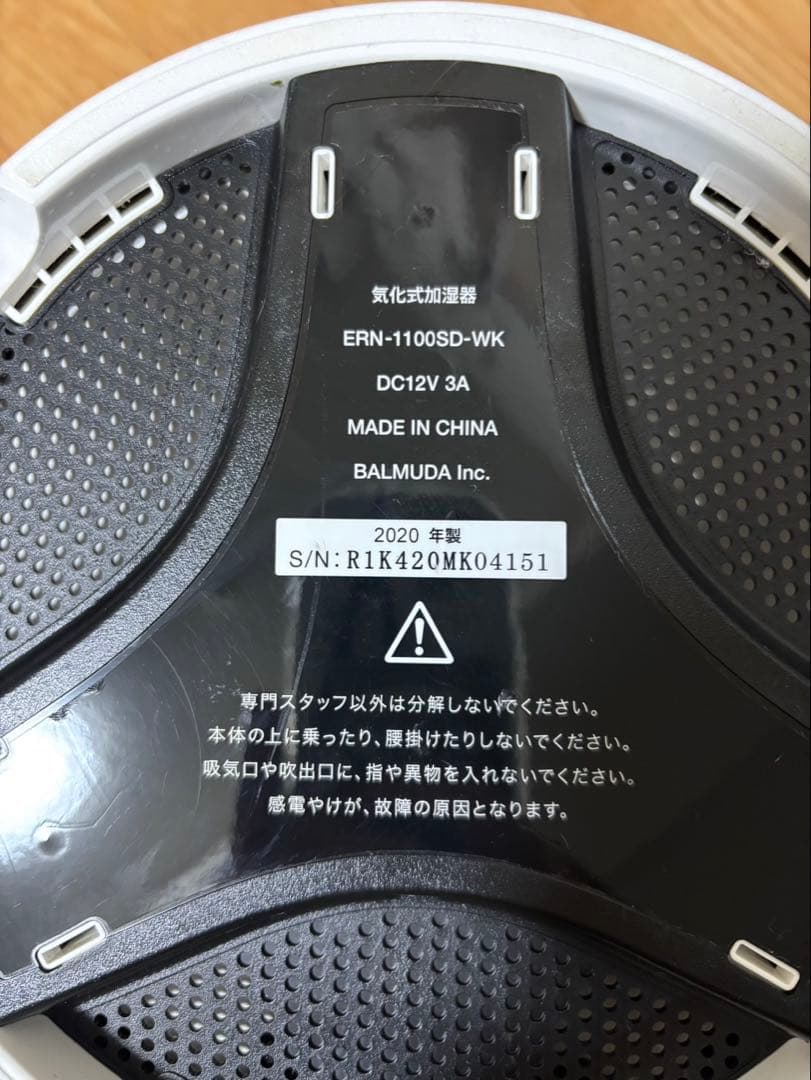 気化式加湿器
ERN-1100SD-WK
DC12V 3A
MADE IN CHINA
BALMUDA Inc.
2020 年製
S/N: R1K420MK04151
専門スタッフ以外は分解しないでください。
本体の上に乗ったり、腰掛けたりしないでください。
吸気口や吹出口に、指や異物を入れないでください。
感電やけが、故障の原因となります。